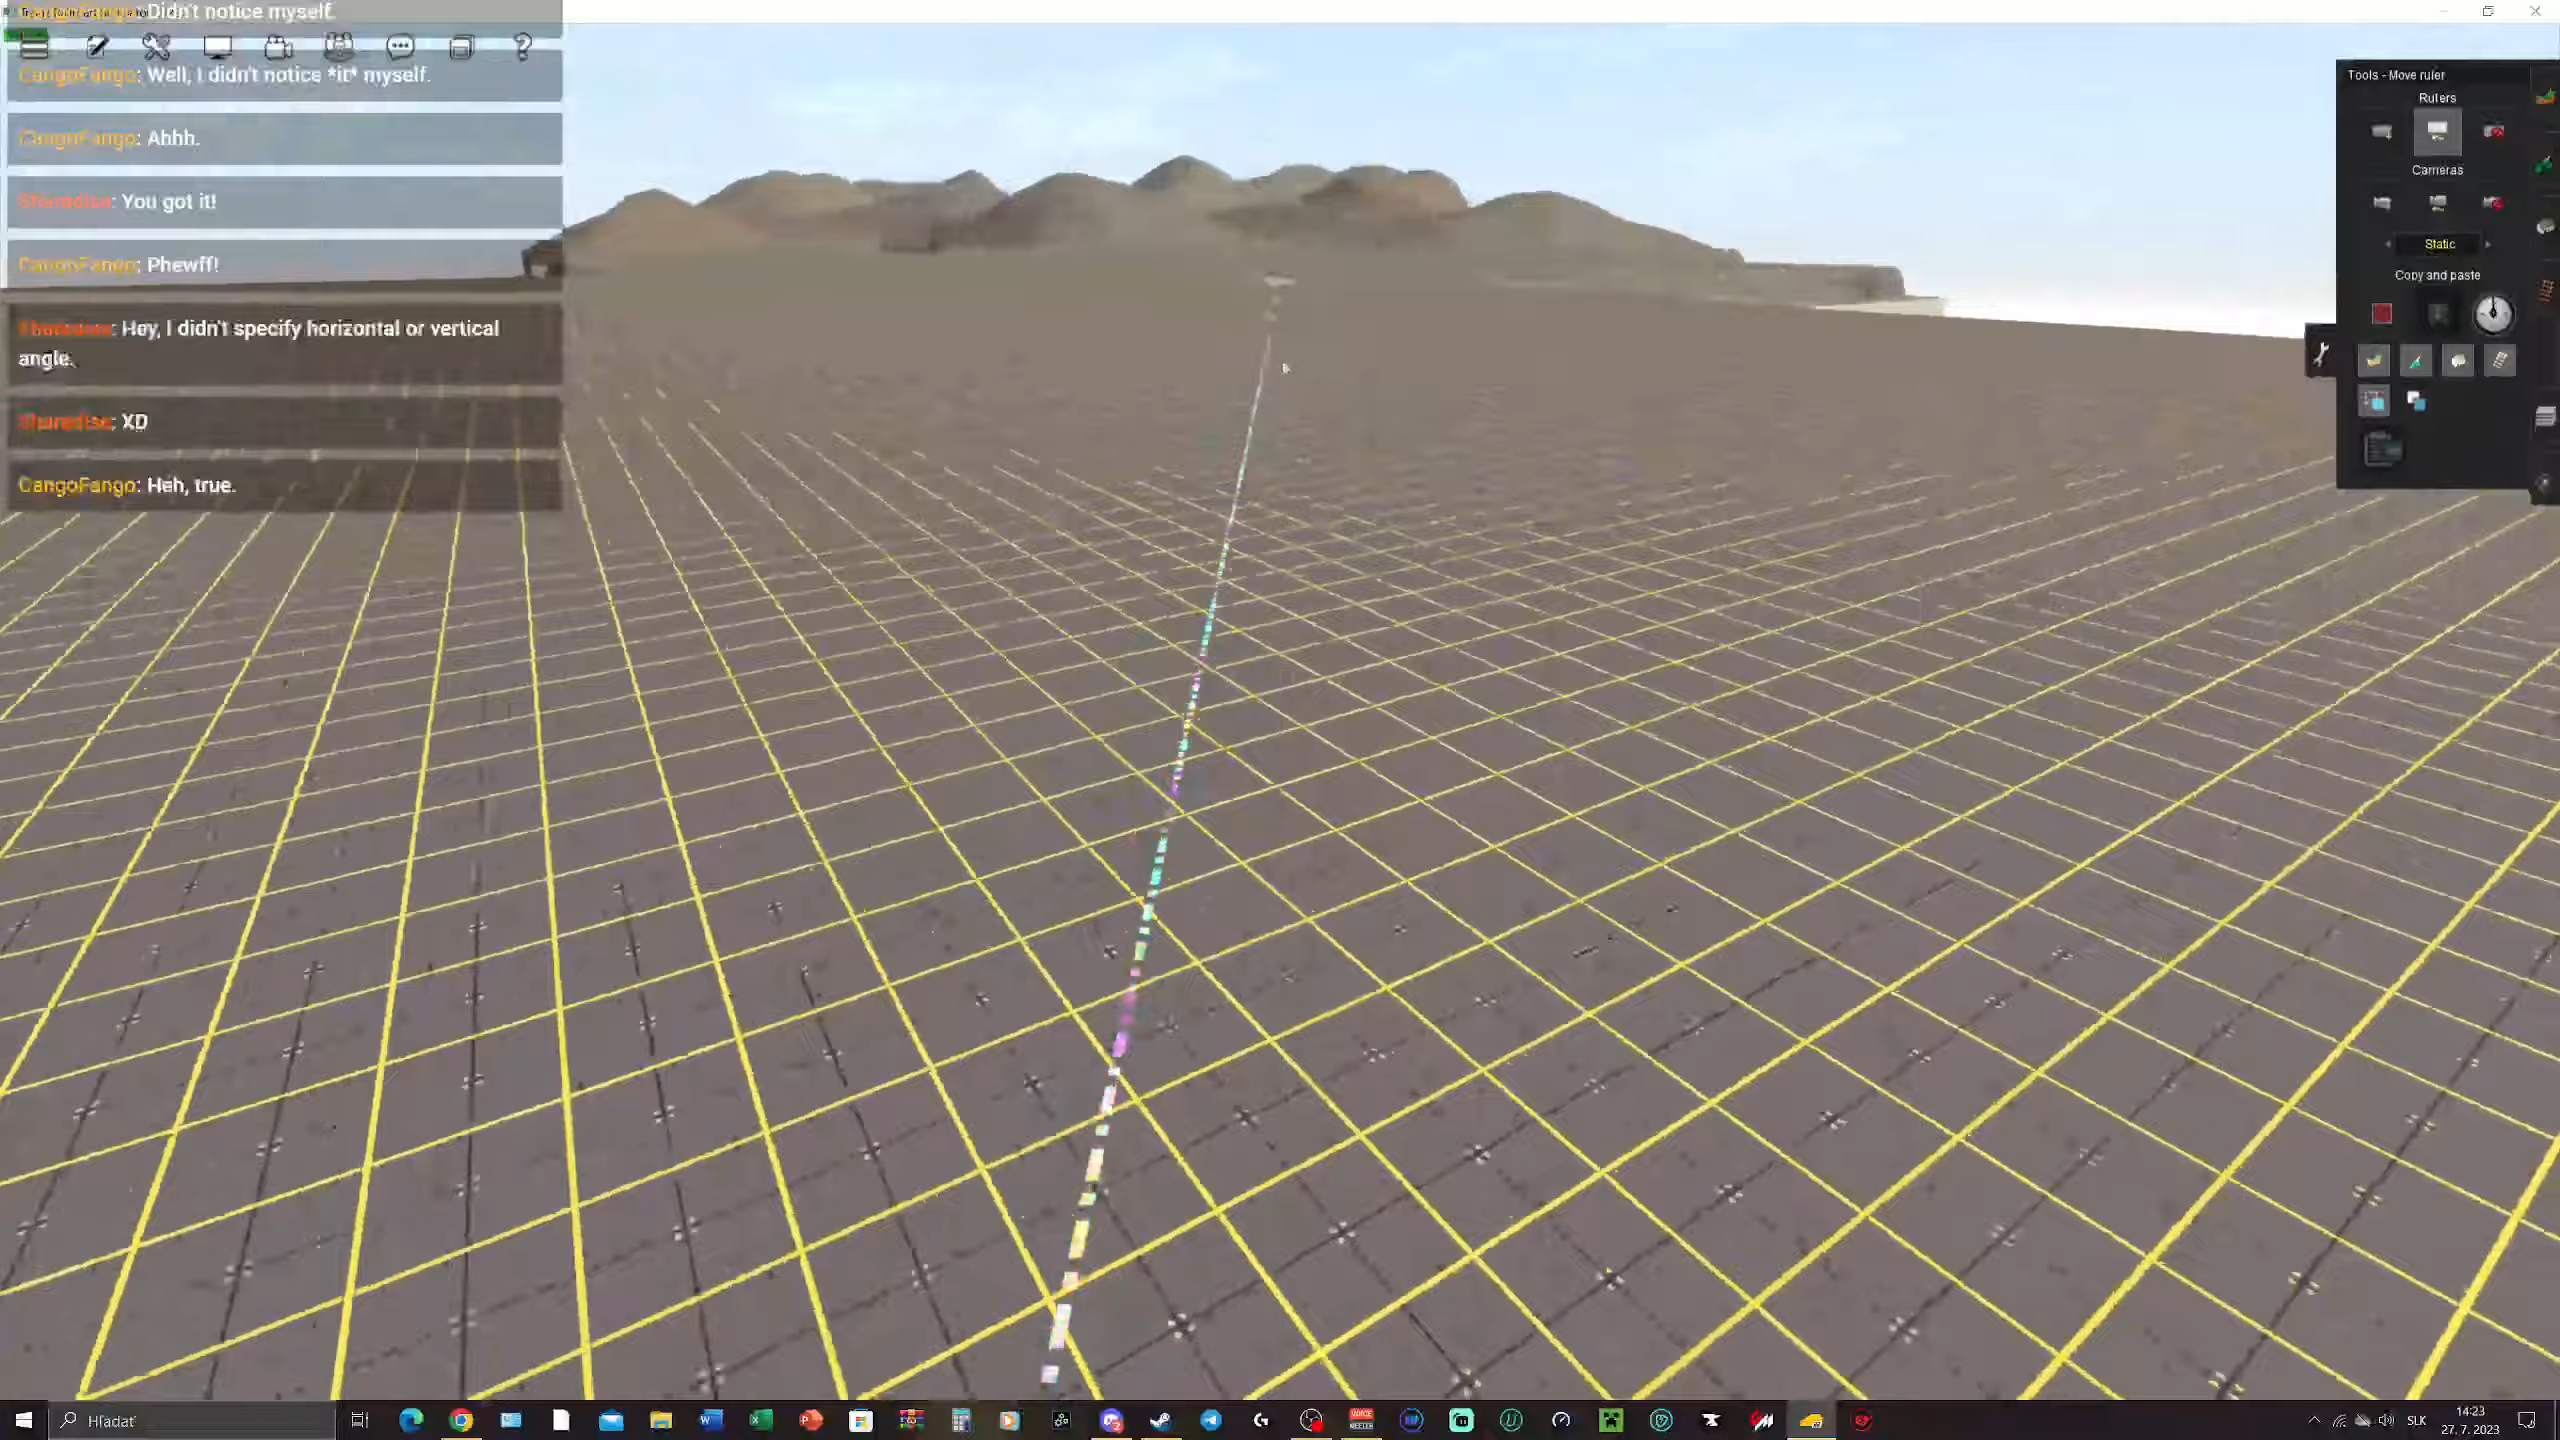 Didn't notice myself.
CangoFango: Well, I didn't notice *it* myself.
CangoFango: Ahhh.
You got it!
CangoFango: Phewff!
Hey, I didn't specify horizontal or vertical
angle.
XD
CangoFango: Heh, true.
Tools - Move ruler
Rulers
Cameras
Static
Copy and paste
Hľadať
SLK
14:23
27. 7. 2023